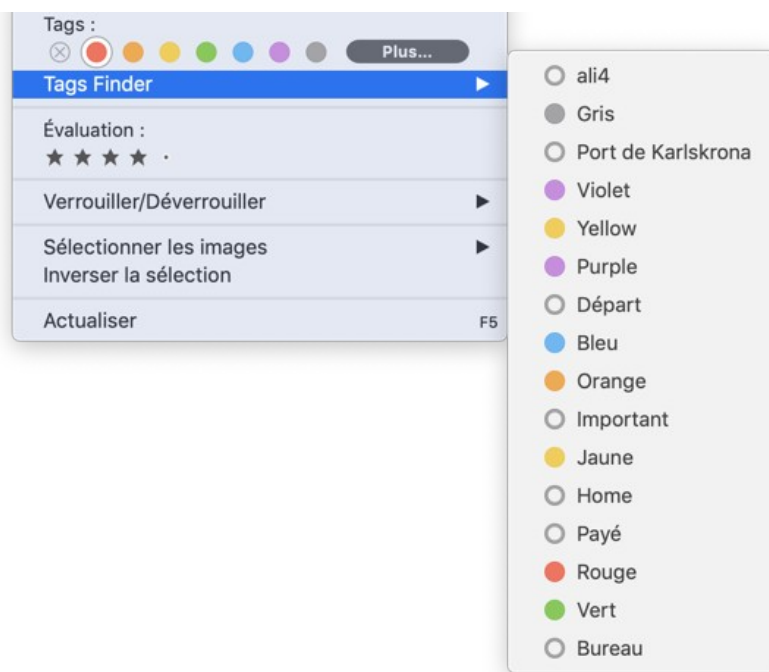 Tags :
Plus...
Tags Finder
Évaluation :
Verrouiller/Déverrouiller
Sélectionner les images
Inverser la sélection
Actualiser F5
ali4
Gris
Port de Karlskrona
Violet
Yellow
Purple
Départ
Bleu
Orange
Important
Jaune
Home
Payé
Rouge
Vert
Bureau